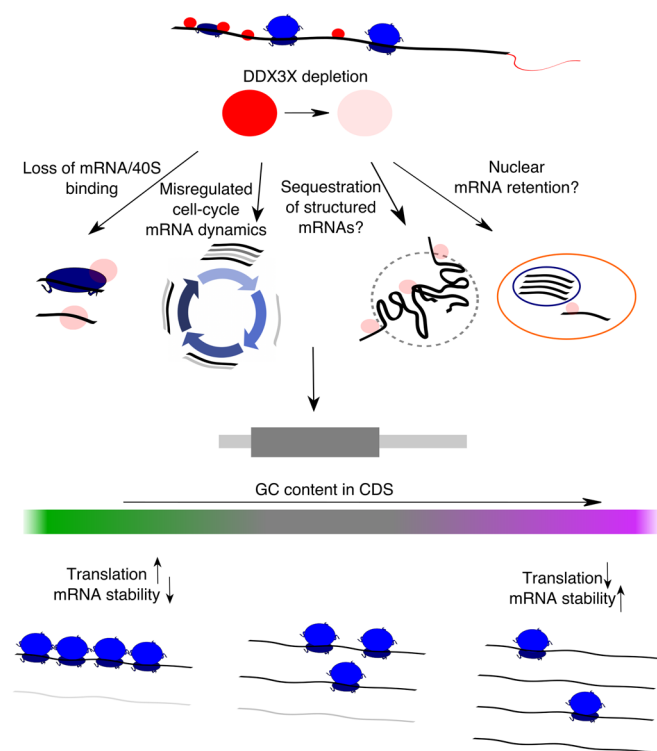 DDX3X depletion
Loss of mRNA/40S
binding
Misregulated
cell-cycle
mRNA dynamics
Sequestration
of structured
mRNAs?
Nuclear
mRNA retention?
GC content in CDS
Translation
mRNA stability
Translation
mRNA stability